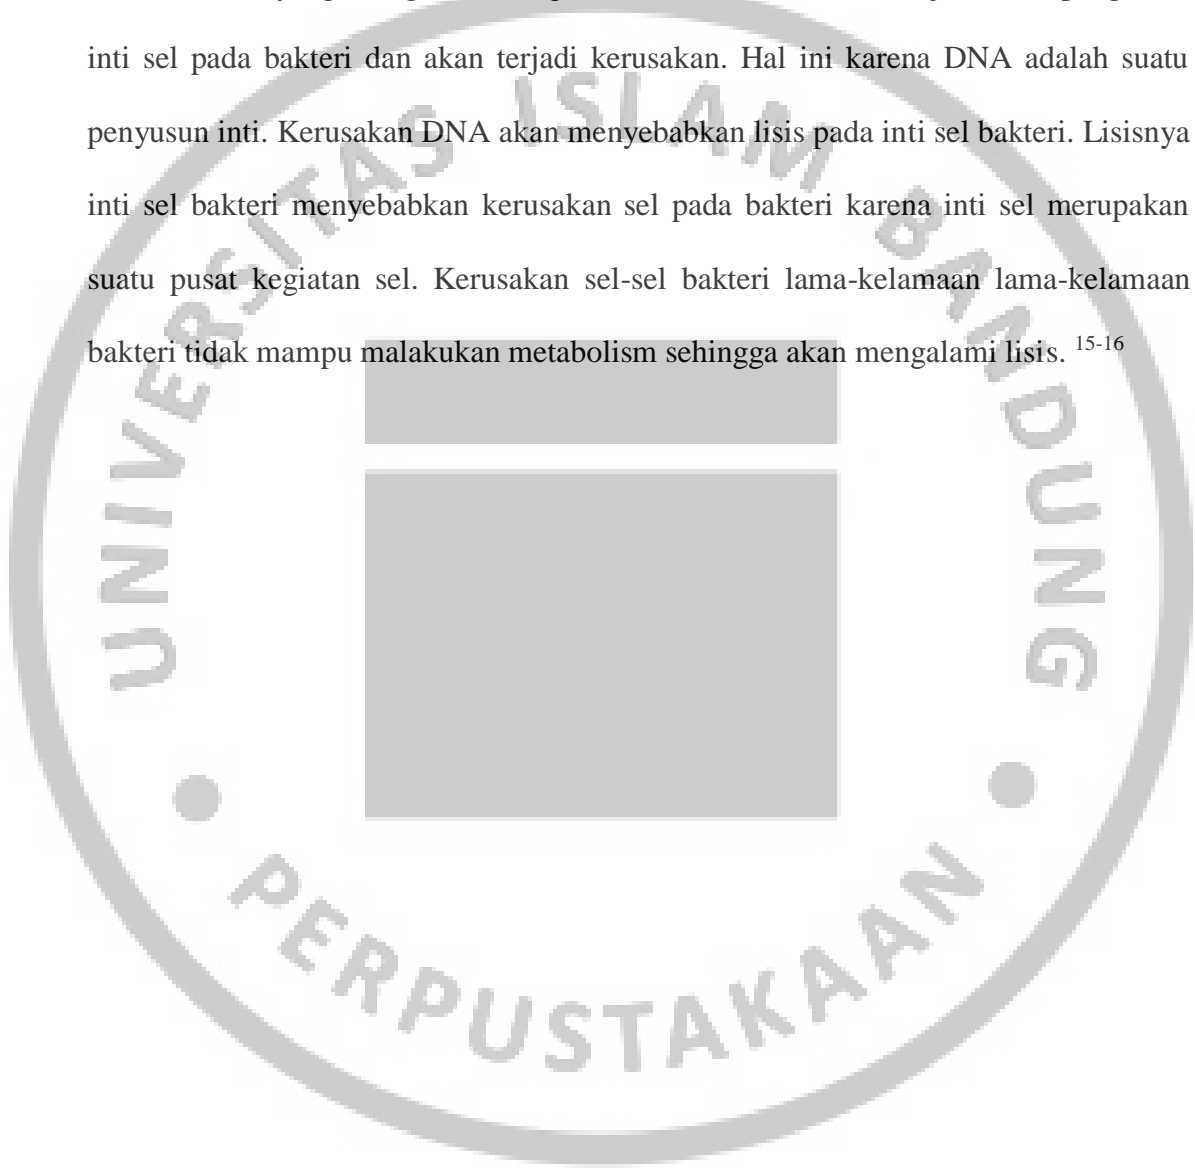 inti sel pada bakteri dan akan terjadi kerusakan. Hal ini karena DNA adalah suatu
penyusun inti. Kerusakan DNA akan menyebabkan lisis pada inti sel bakteri. Lisisnya
inti sel bakteri menyebabkan kerusakan sel pada bakteri karena inti sel merupakan
suatu pusat kegiatan sel. Kerusakan sel-sel bakteri lama-kelamaan lama-kelamaan
bakteri tidak mampu malakukan metabolism sehingga akan mengalami lisis. 15-16
UNIVERSITAS ISLAM BANDUNG
PERPUSTAKAAN